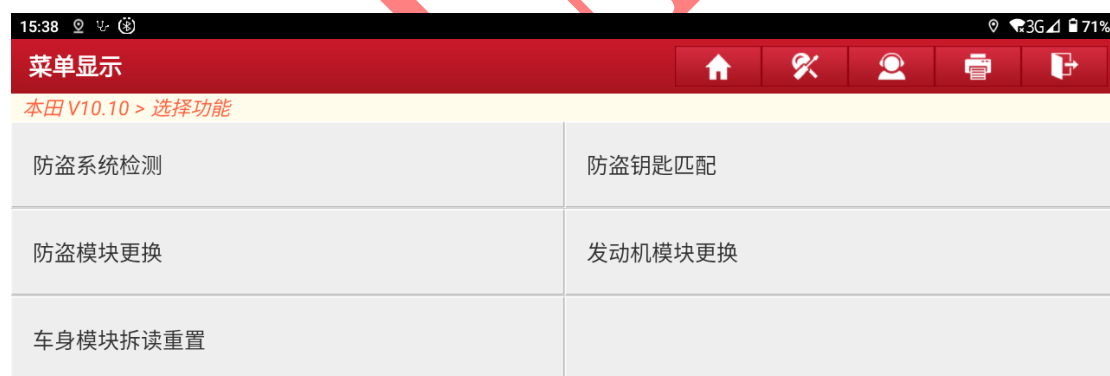 15:38 3G 71%
菜单显示
本田 V10.10 > 选择功能
防盗系统检测 防盗钥匙匹配
防盗模块更换 发动机模块更换
车身模块拆读重置